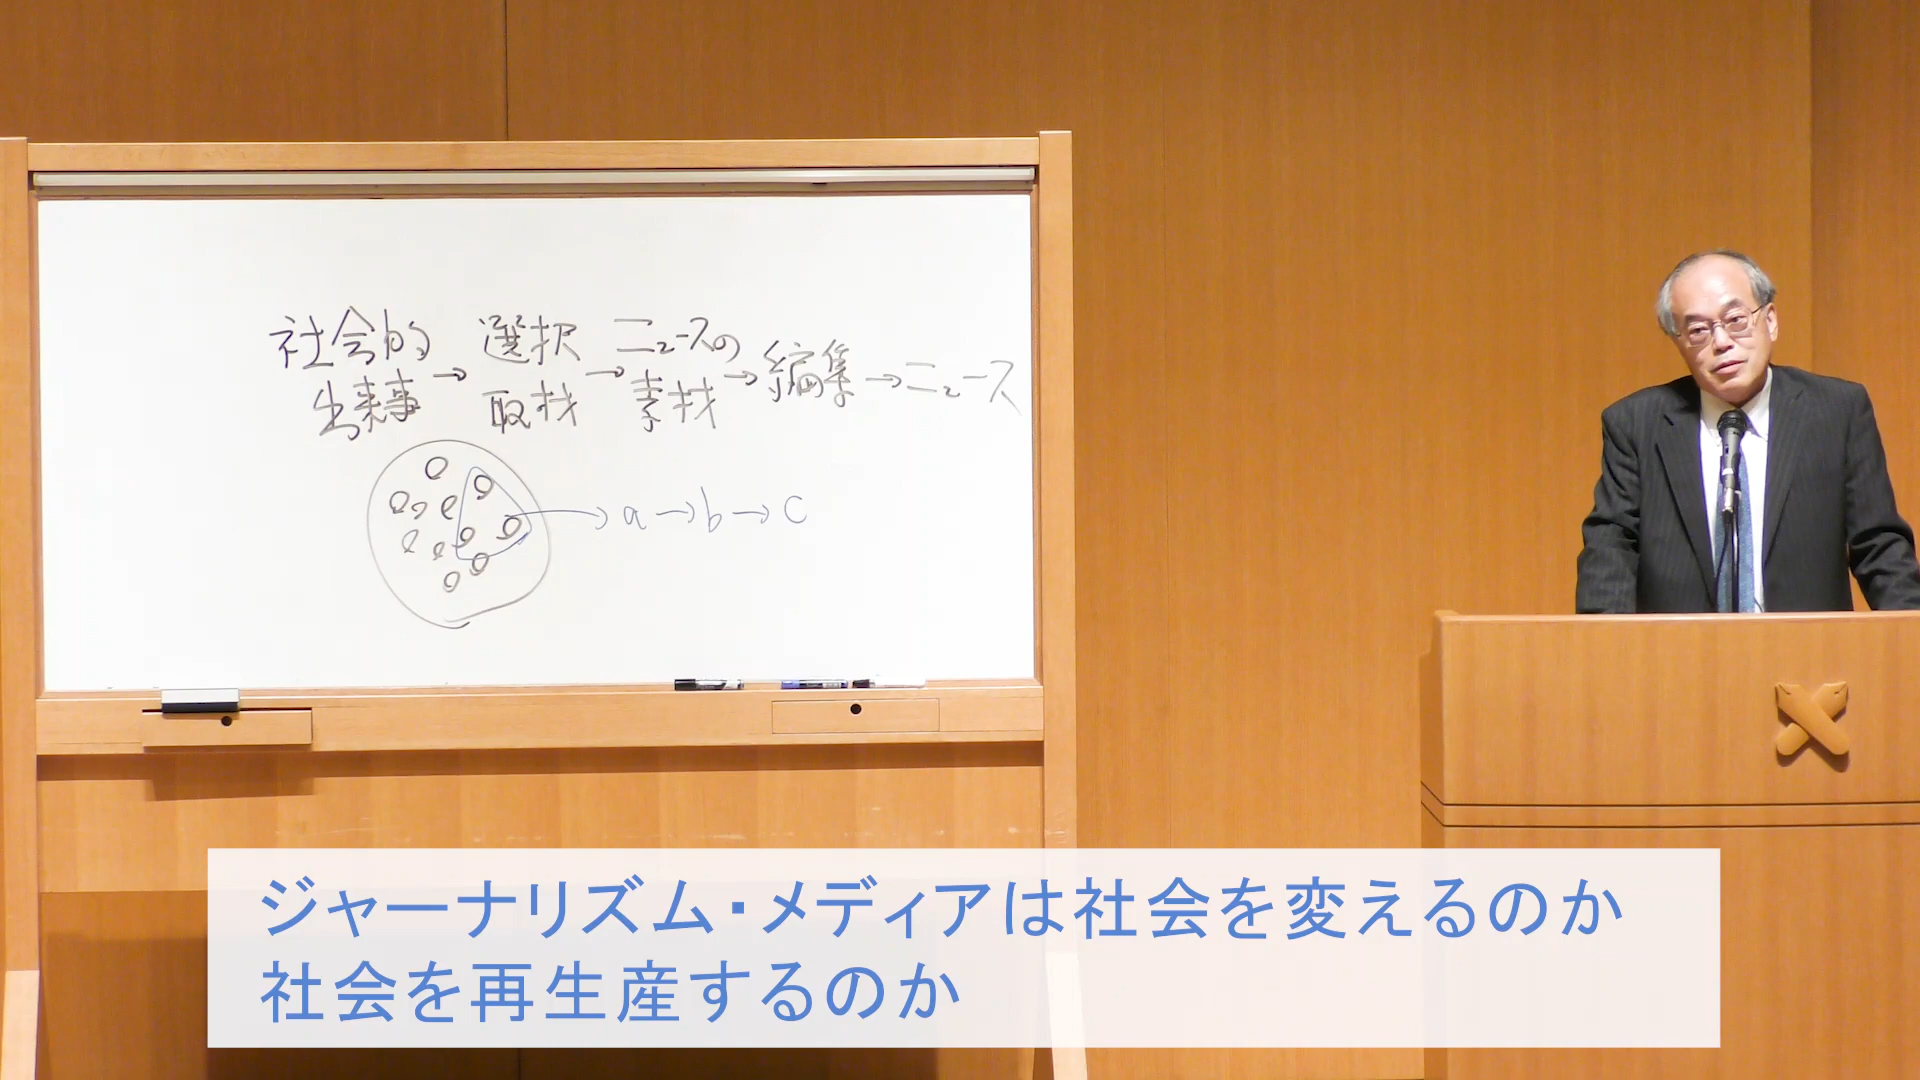 社会的 選択 ニュースの
出来事 → 取材 → 素材 → 編集 → ニュース
→ a → b → c
ジャーナリズム・メディアは社会を変えるのか
社会を再生産するのか